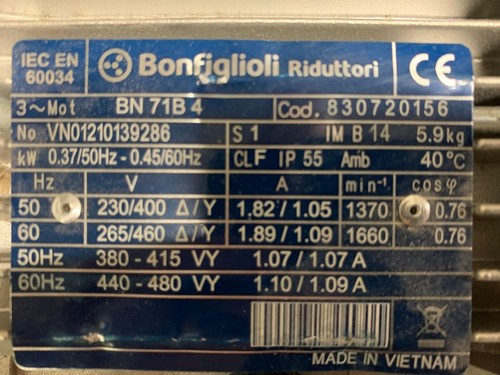 IEC EN 60034
Bonfiglioli Riduttori
CE
3~Mot BN 71B 4 Cod. 830720156
No VN01210139286 S 1 IM B 14 5.9kg
kW 0.37/50Hz - 0.45/60Hz CL F IP 55 Amb 40°C
Hz V A min⁻¹ cosφ
50 230/400 Δ/Y 1.82 / 1.05 1370 0.76
60 265/460 Δ/Y 1.89 / 1.09 1660 0.76
50Hz 380 - 415 VY 1.07 / 1.07 A
60Hz 440 - 480 VY 1.10 / 1.09 A
MADE IN VIETNAM